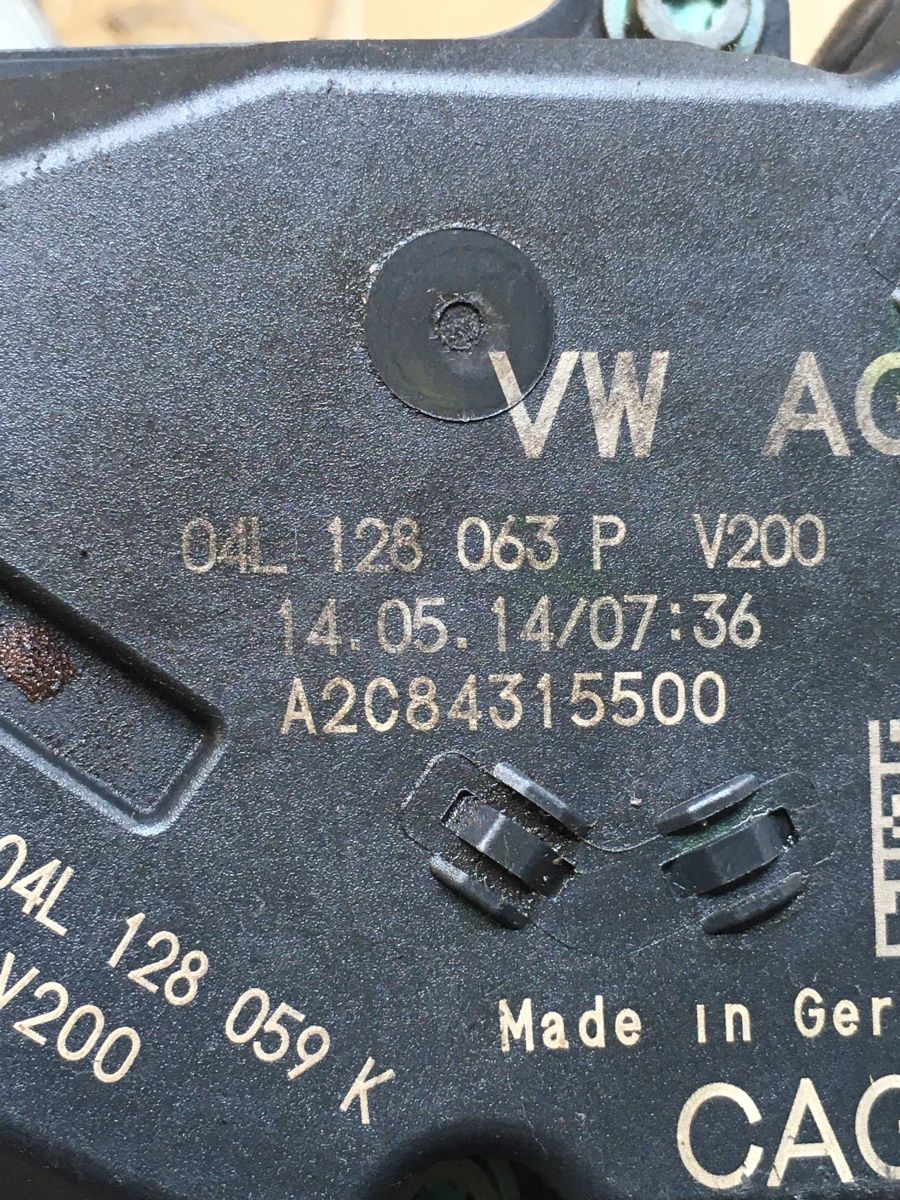 VW AG
04L 128 063 P V200
14.05.14/07:36
A2C84315500
04L 128 059 K
V200
Made in Ger
CAG